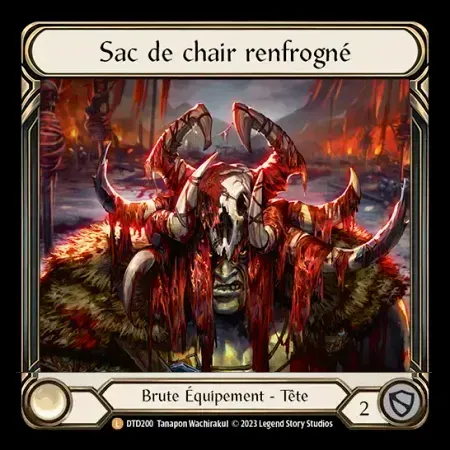 Sac de chair renfrogné
Brute Équipement - Tête
2
L DTD200 Tanapon Wachirakul © 2023 Legend Story Studios